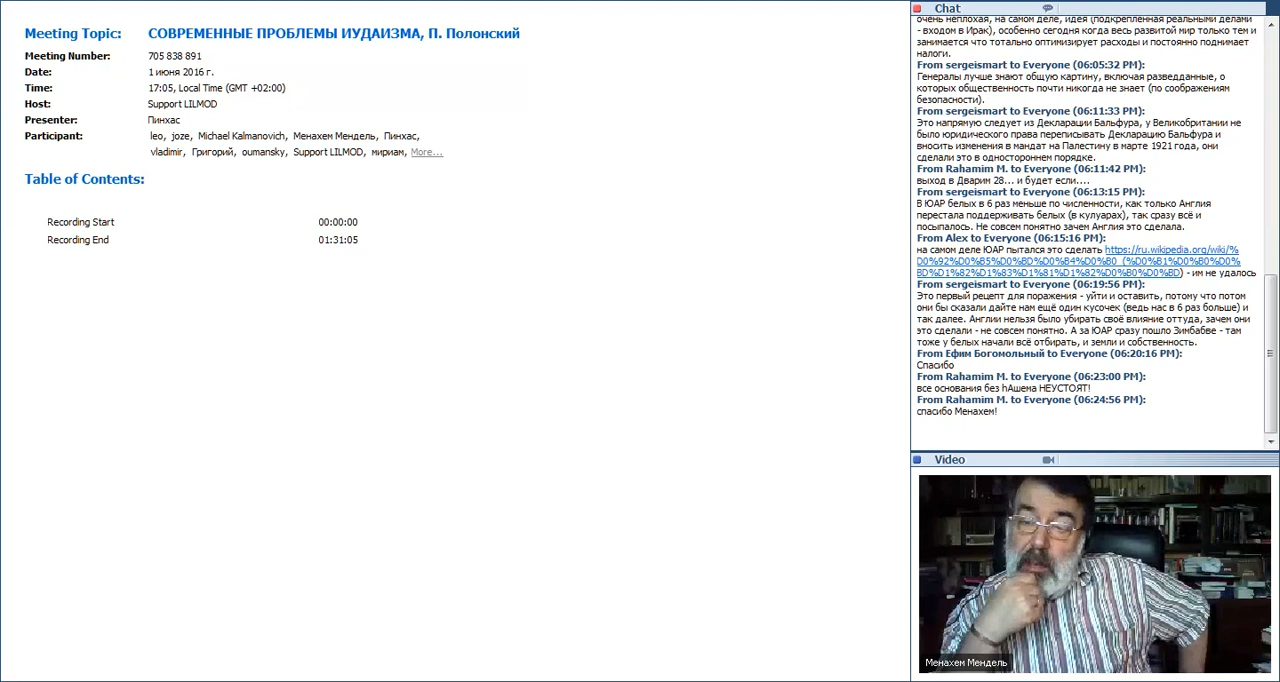 Meeting Topic: СОВРЕМЕННЫЕ ПРОБЛЕМЫ ИУДАИЗМА, П. Полонский
Meeting Number: 705 838 891
Date: 1 июня 2016 г.
Time: 17:05, Local Time (GMT +02:00)
Host: Support LILMOD
Presenter: Пинхас
Participant: leo, joze, Michael Kalmanovich, Менахем Мендель, Пинхас,
vladimir, Григорий, oumansky, Support LILMOD, мириам, More...
Table of Contents:
Recording Start 00:00:00
Recording End 01:31:05
Chat
очень неплохая, на самом деле, идея (подкрепленная реальными делами
- входом в Ирак), особенно сегодня когда весь развитой мир только тем и
занимается что тотально оптимизирует расходы и постоянно поднимает
налоги.
From sergeismart to Everyone (06:05:32 PM):
Генералы лучше знают общую картину, включая разведданные, о
которых общественность почти никогда не знает (по соображениям
безопасности).
From sergeismart to Everyone (06:11:33 PM):
Это напрямую следует из Декларации Бальфура, у Великобритании не
было юридического права переписывать Декларацию Бальфура и
вносить изменения в мандат на Палестину в марте 1921 года, они
сделали это в одностороннем порядке.
From Rahamim M. to Everyone (06:11:42 PM):
выход в Дварим 28... и будет если....
From sergeismart to Everyone (06:13:15 PM):
В ЮАР белых в 6 раз меньше по численности, как только Англия
перестала поддерживать белых (в кулуарах), так сразу всё и
посыпалось. Не совсем понятно зачем Англия это сделала.
From Alex to Everyone (06:15:16 PM):
на самом деле ЮАР пытался это сделать https://ru.wikipedia.org/wiki/%
D0%92%D0%B5%D0%BD%D0%B4%D0%B0_(%D0%B1%D0%B0%D0%
BD%D1%82%D1%83%D1%81%D1%82%D0%B0%D0%BD) - им не удалось
From sergeismart to Everyone (06:19:56 PM):
Это первый рецепт для поражения - уйти и оставить, потому что потом
они бы сказали дайте нам ещё один кусочек (ведь нас в 6 раз больше) и
так далее. Англии нельзя было убирать своё влияние оттуда, зачем они
это сделали - не совсем понятно. А за ЮАР сразу пошло Зимбабве - там
тоже у белых начали всё отбирать, и земли и собственность.
From Ефим Богомольный to Everyone (06:20:16 PM):
Спасибо
From Rahamim M. to Everyone (06:23:00 PM):
все основания без hАшема НЕУСТОЯТ!
From Rahamim M. to Everyone (06:24:56 PM):
спасибо Менахем!
Video
Менахем Мендель